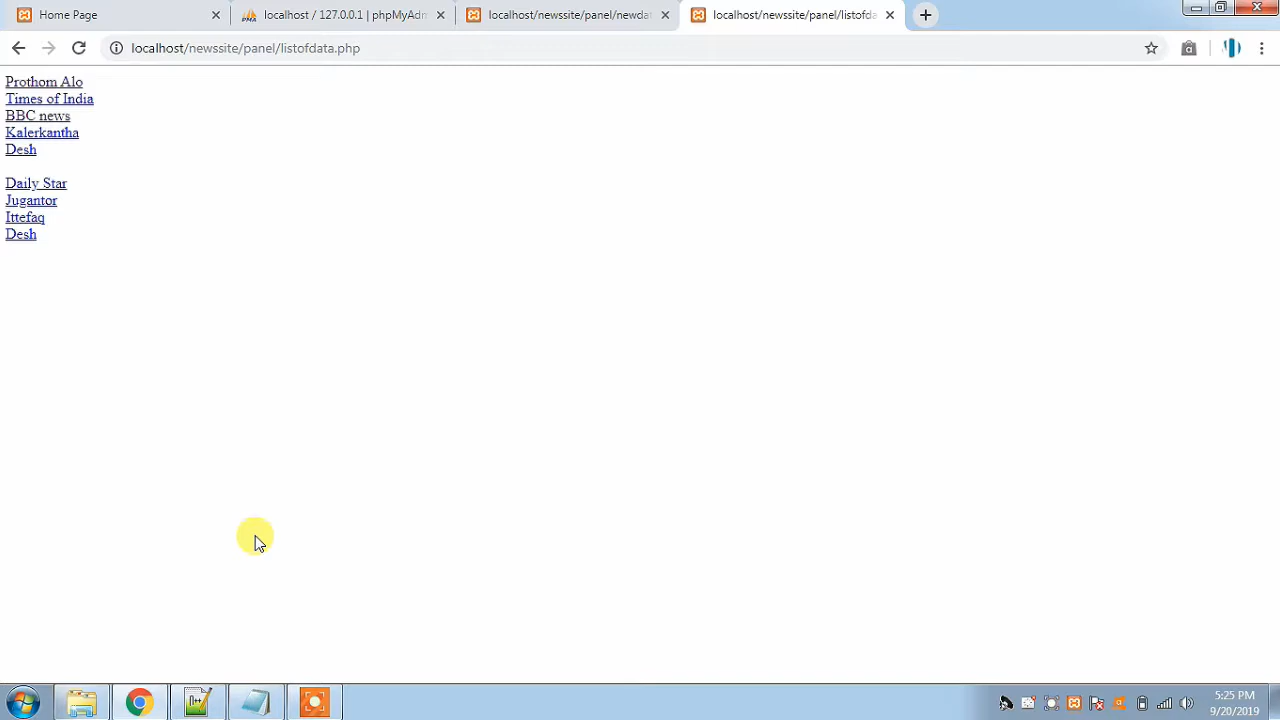 Home Page
localhost / 127.0.0.1 | phpMyAdm
localhost/newssite/panel/newdat
localhost/newssite/panel/listofda
localhost/newssite/panel/listofdata.php
Prothom Alo
Times of India
BBC news
Kalerkantha
Desh
Daily Star
Jugantor
Ittefaq
Desh
5:25 PM
9/20/2019